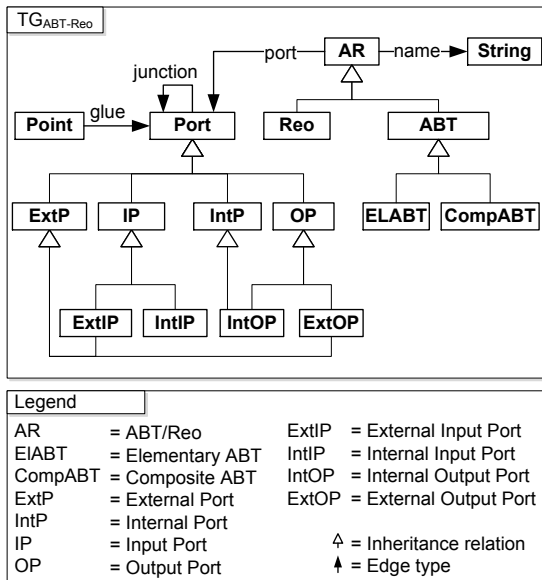 TG ABT-Reo
port AR name String
junction
glue
Point Port Reo ABT
ExtP IP IntP OP ELABT CompABT
ExtIP IntIP IntOP ExtOP
Legend
AR = ABT/Reo
ElABT = Elementary ABT
CompABT = Composite ABT
ExtP = External Port
IntP = Internal Port
IP = Input Port
OP = Output Port
ExtIP = External Input Port
IntIP = Internal Input Port
IntOP = Internal Output Port
ExtOP = External Output Port
= Inheritance relation
= Edge type